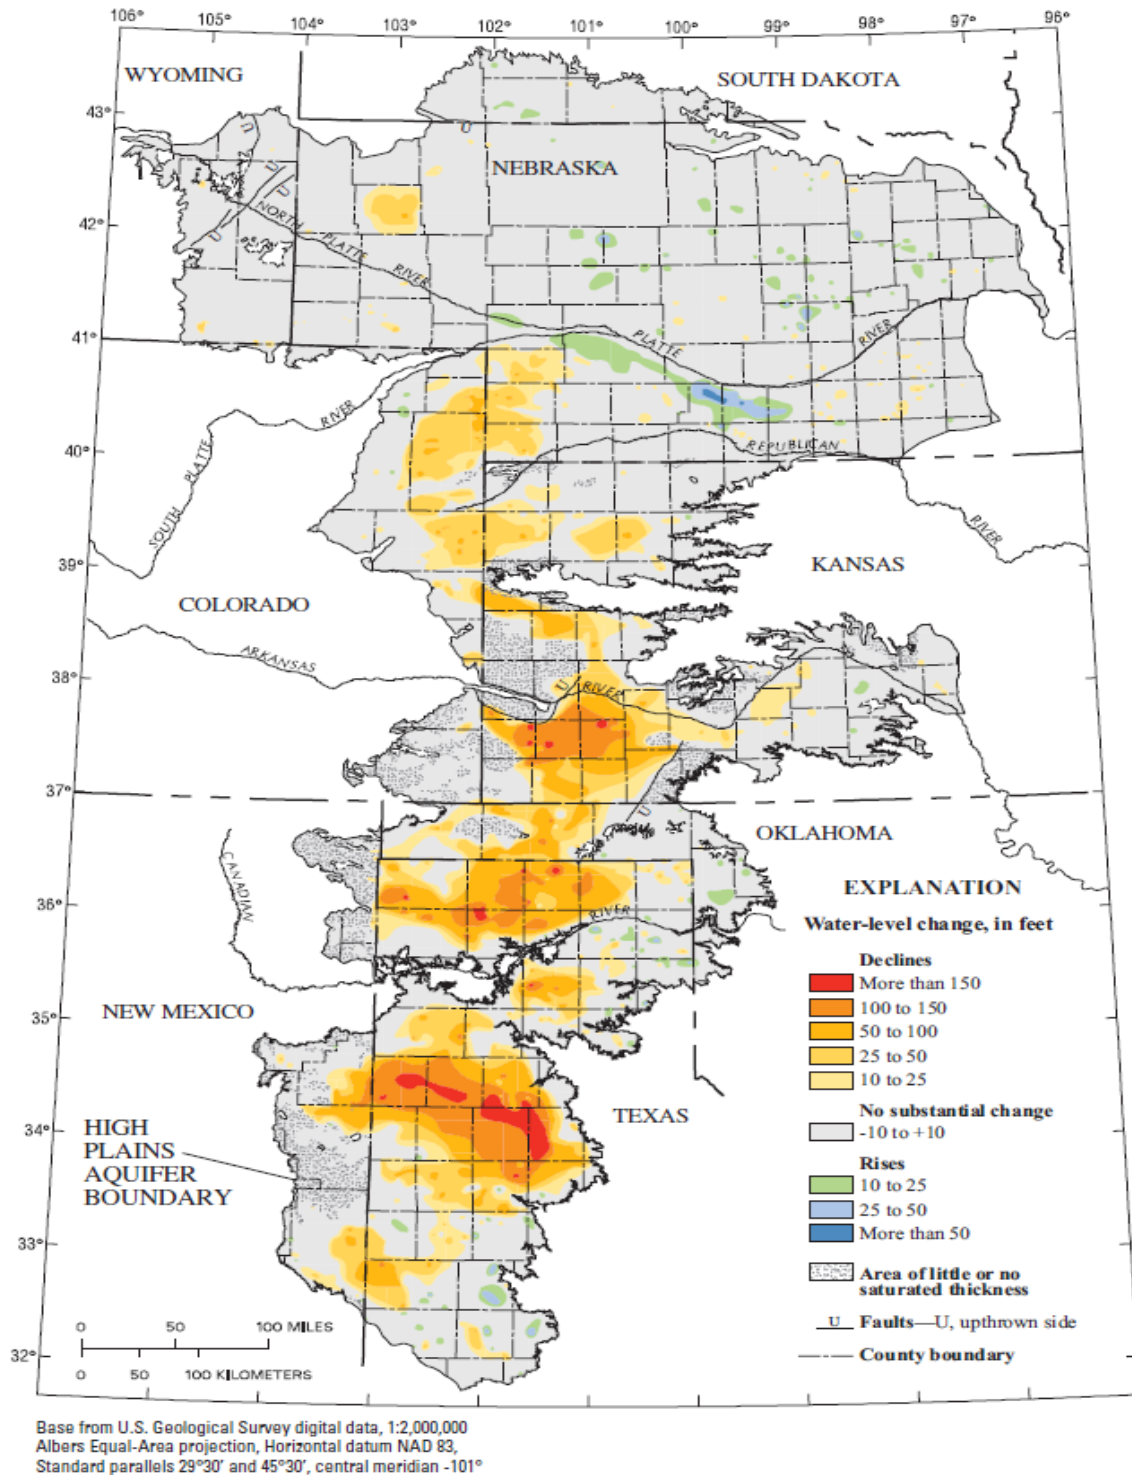 106° 105° 104° 103° 102° 101° 100° 99° 98° 97° 96°
WYOMING
SOUTH DAKOTA
43°
U
U
NEBRASKA
U
U
42°
NORTH PLATTE RIVER
U
41°
PLATTE RIVER
SOUTH PLATTE RIVER
40°
REPUBLICAN RIVER
39°
KANSAS
COLORADO
ARKANSAS RIVER
38°
U
37°
U
OKLAHOMA
CANADIAN RIVER
36°
NEW MEXICO
35°
TEXAS
34°
HIGH
PLAINS
AQUIFER
BOUNDARY
33°
32°
EXPLANATION
Water-level change, in feet
Declines
More than 150
100 to 150
50 to 100
25 to 50
10 to 25
No substantial change
-10 to +10
Rises
10 to 25
25 to 50
More than 50
Area of little or no
saturated thickness
U Faults—U, upthrown side
County boundary
0 50 100 MILES
0 50 100 KILOMETERS
Base from U.S. Geological Survey digital data, 1:2,000,000
Albers Equal-Area projection, Horizontal datum NAD 83,
Standard parallels 29°30' and 45°30', central meridian -101°